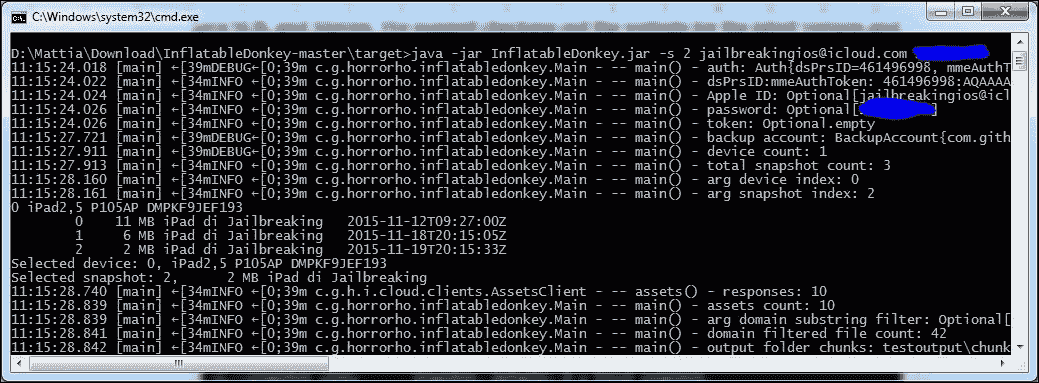 C:\Windows\system32\cmd.exe
D:\Mattia\Download\InflatableDonkey-master\target>java -jar InflatableDonkey.jar -s 2 jailbreakingios@icloud.com
11:15:24.018 [main] ←[39mDEBUG←[0;39m c.g.horrorho.inflatabledonkey.Main - -- main() - auth: Auth{dsPrsID=461496998, mmeAuthT
11:15:24.022 [main] ←[34mINFO ←[0;39m c.g.horrorho.inflatabledonkey.Main - -- main() - dsPrsID:mmeAuthToken 461496998:AQAAAA
11:15:24.024 [main] ←[34mINFO ←[0;39m c.g.horrorho.inflatabledonkey.Main - -- main() - Apple ID: Optional[jailbreakingios@icl
11:15:24.026 [main] ←[34mINFO ←[0;39m c.g.horrorho.inflatabledonkey.Main - -- main() - password: Optional[ ]
11:15:24.026 [main] ←[34mINFO ←[0;39m c.g.horrorho.inflatabledonkey.Main - -- main() - token: Optional.empty
11:15:27.721 [main] ←[39mDEBUG←[0;39m c.g.horrorho.inflatabledonkey.Main - -- main() - backup account: BackupAccount{com.gith
11:15:27.911 [main] ←[39mDEBUG←[0;39m c.g.horrorho.inflatabledonkey.Main - -- main() - device count: 1
11:15:27.913 [main] ←[34mINFO ←[0;39m c.g.horrorho.inflatabledonkey.Main - -- main() - total snapshot count: 3
11:15:28.160 [main] ←[34mINFO ←[0;39m c.g.horrorho.inflatabledonkey.Main - -- main() - arg device index: 0
11:15:28.161 [main] ←[34mINFO ←[0;39m c.g.horrorho.inflatabledonkey.Main - -- main() - arg snapshot index: 2
0 iPad2,5 P105AP DMPKF9JEF193
0 11 MB iPad di Jailbreaking 2015-11-12T09:27:00Z
1 6 MB iPad di Jailbreaking 2015-11-18T20:15:05Z
2 2 MB iPad di Jailbreaking 2015-11-19T20:15:33Z
Selected device: 0, iPad2,5 P105AP DMPKF9JEF193
Selected snapshot: 2, 2 MB iPad di Jailbreaking
11:15:28.740 [main] ←[34mINFO ←[0;39m c.g.h.i.cloud.clients.AssetsClient - -- assets() - responses: 10
11:15:28.839 [main] ←[34mINFO ←[0;39m c.g.horrorho.inflatabledonkey.Main - -- main() - assets count: 10
11:15:28.839 [main] ←[34mINFO ←[0;39m c.g.horrorho.inflatabledonkey.Main - -- main() - arg domain substring filter: Optional[
11:15:28.841 [main] ←[34mINFO ←[0;39m c.g.horrorho.inflatabledonkey.Main - -- main() - domain filtered file count: 42
11:15:28.842 [main] ←[34mINFO ←[0;39m c.g.horrorho.inflatabledonkey.Main - -- main() - output folder chunks: testoutput\chunk